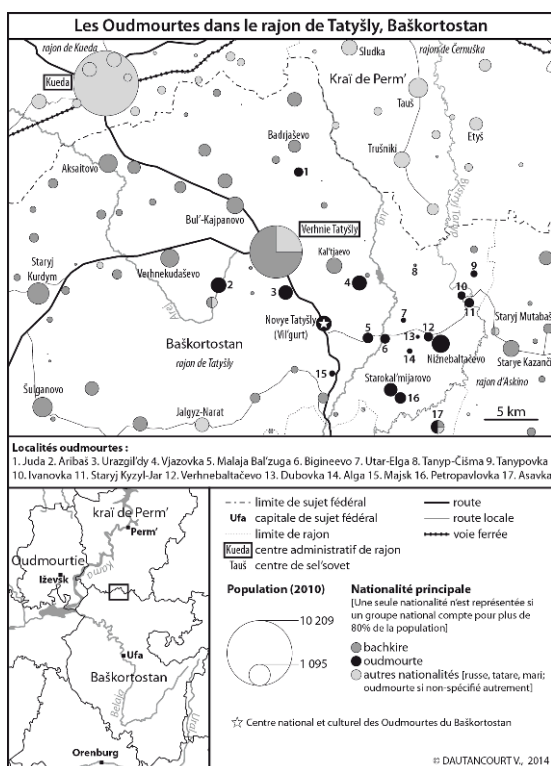 Les Oudmourtes dans le rajon de Tatyšly, Baškortostan
rajon de Kueda
Sludka
rajon de Černuška
Kueda
Kraï de Perm'
Tauš
Badrjaševo
Etyš
1
Trušniki
Aksaitovo
Bystryj Tanyp
Bul'-Kajpanovo
Jug
Verhnie Tatyšly
Kal'tjaevo
Staryj
Kurdym
Verhnekudaševo
2
4
8
9
3
10
11
Arej
7
Staryj Mutabaš
Novye Tatyšly
(Vil'gurt)
5
6
13
12
Baškortostan
14
Nižnebaltačevo
Starye Kazanči
rajon de Tatyšly
15
Starokal'mijarovo
rajon d'Askino
16
Šulganovo
Jalgyz-Narat
17
5 km
Localités oudmourtes :
1. Juda 2. Aribaš 3. Urazgil'dy 4. Vjazovka 5. Malaja Bal'zuga 6. Bigineevo 7. Utar-Elga 8. Tanyp-Čišma 9. Tanypovka
10. Ivanovka 11. Staryj Kyzyl-Jar 12. Verhnebaltačevo 13. Dubovka 14. Alga 15. Majsk 16. Petropavlovka 17. Asavka
kraï de Perm'
Perm'
Oudmourtie
Iževsk
Kama
Ufa
Baškortostan
Belaja
Ural
Orenburg
limite de sujet fédéral
Ufa capitale de sujet fédéral
limite de rajon
Kueda centre administratif de rajon
Tauš centre de sel'sovet
route
route locale
voie ferrée
Population (2010)
10 209
1 095
Nationalité principale
[Une seule nationalité n'est représentée si
un groupe national compte pour plus de
80% de la population]
bachkire
oudmourte
autres nationalités [russe, tatare, mari;
oudmourte si non-spécifié autrement]
Centre national et culturel des Oudmourtes du Baškortostan
© DAUTANCOURT V., 2014